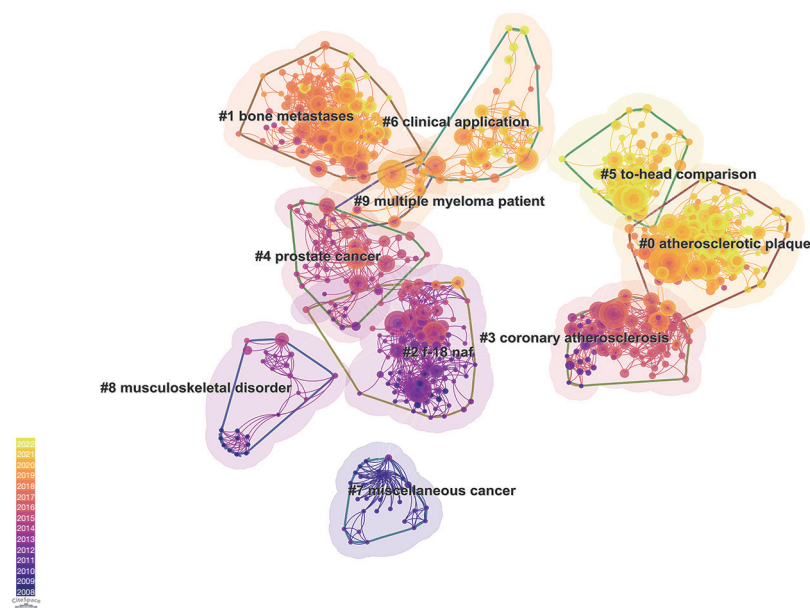 #1 bone metastases
#6 clinical application
#5 to-head comparison
#9 multiple myeloma patient
#0 atherosclerotic plaque
#4 prostate cancer
#3 coronary atherosclerosis
#2 f-18 naf
#8 musculoskeletal disorder
#7 miscellaneous cancer
2022
2021
2020
2019
2018
2017
2016
2015
2014
2013
2012
2011
2010
2009
2008
CiteSpace